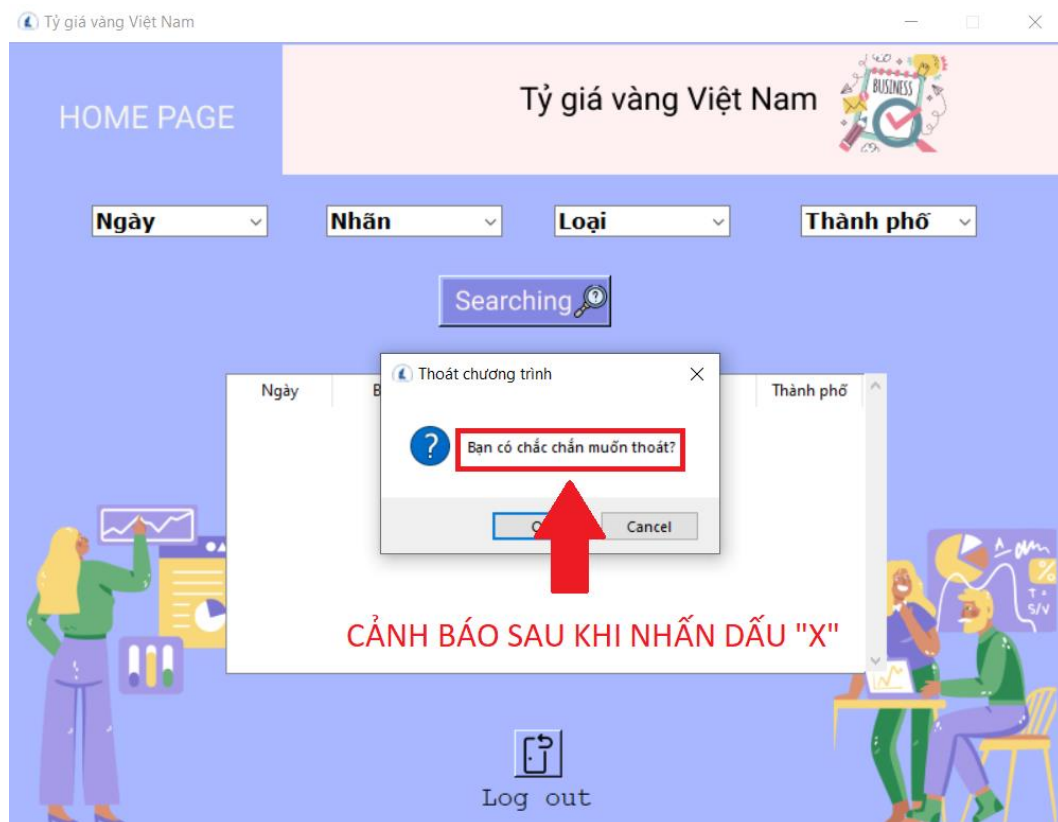 Tỷ giá vàng Việt Nam
HOME PAGE
Tỷ giá vàng Việt Nam
BUSINESS
Ngày
Nhãn
Loại
Thành phố
Searching
Thoát chương trình
Ngày
Thành phố
Bạn có chắc chắn muốn thoát?
Cancel
CẢNH BÁO SAU KHI NHẤN DẤU "X"
%
T +
S/V
Log out